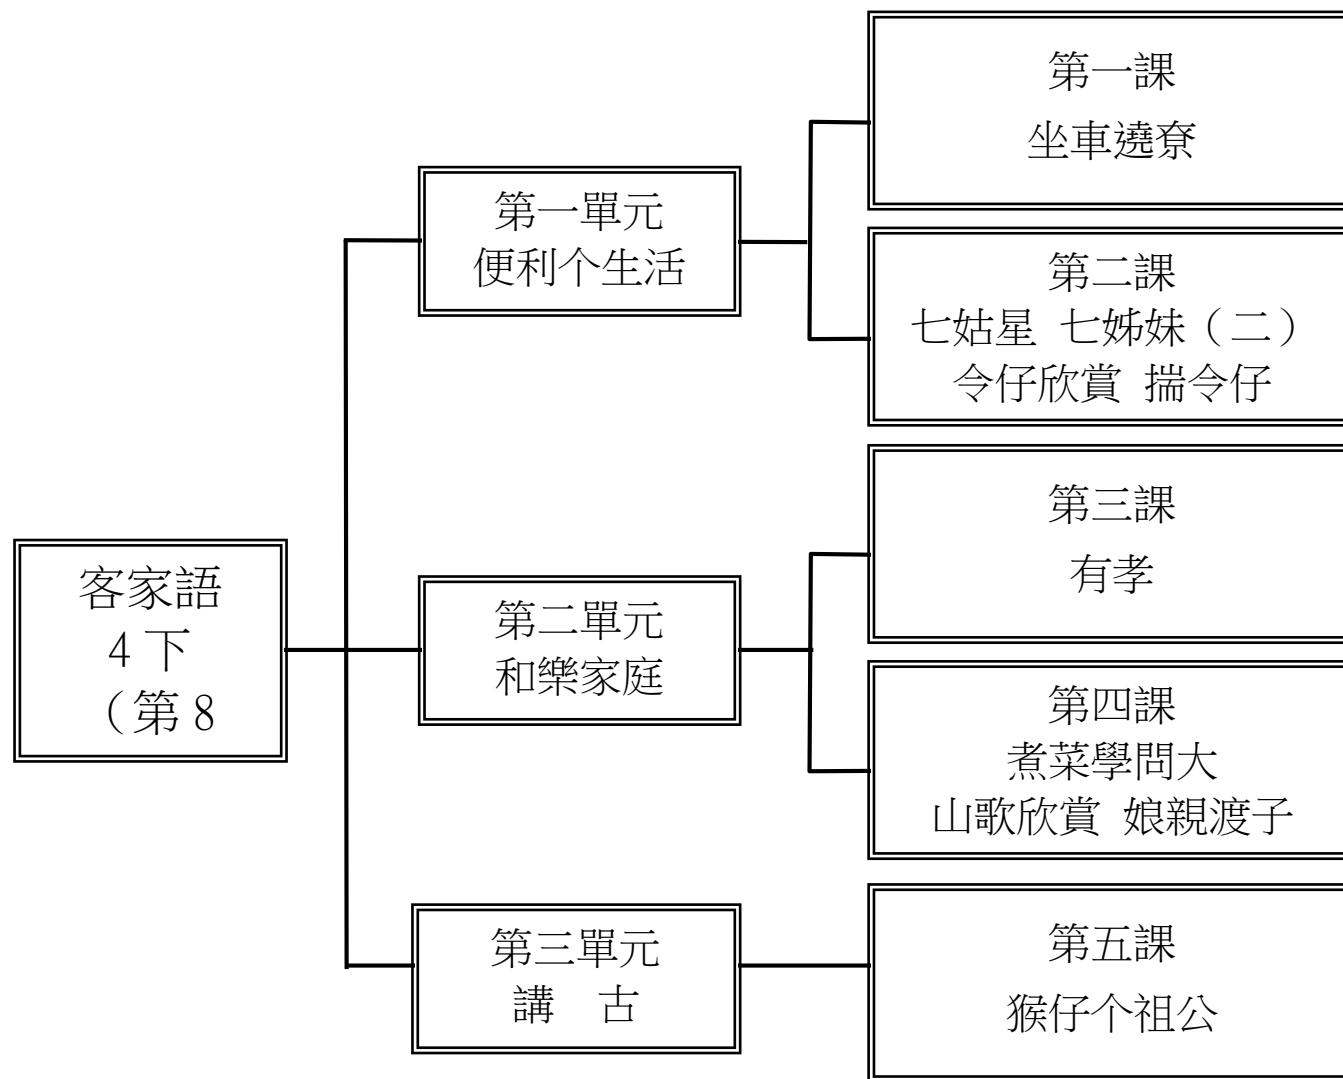 客家語
4下
（第8
第一單元
便利个生活
第一課
坐車遶尞
第二課
七姑星 七姊妹（二）
令仔欣賞 揣令仔
第二單元
和樂家庭
第三課
有孝
第四課
煮菜學問大
山歌欣賞 娘親渡子
第三單元
講 古
第五課
猴仔个祖公